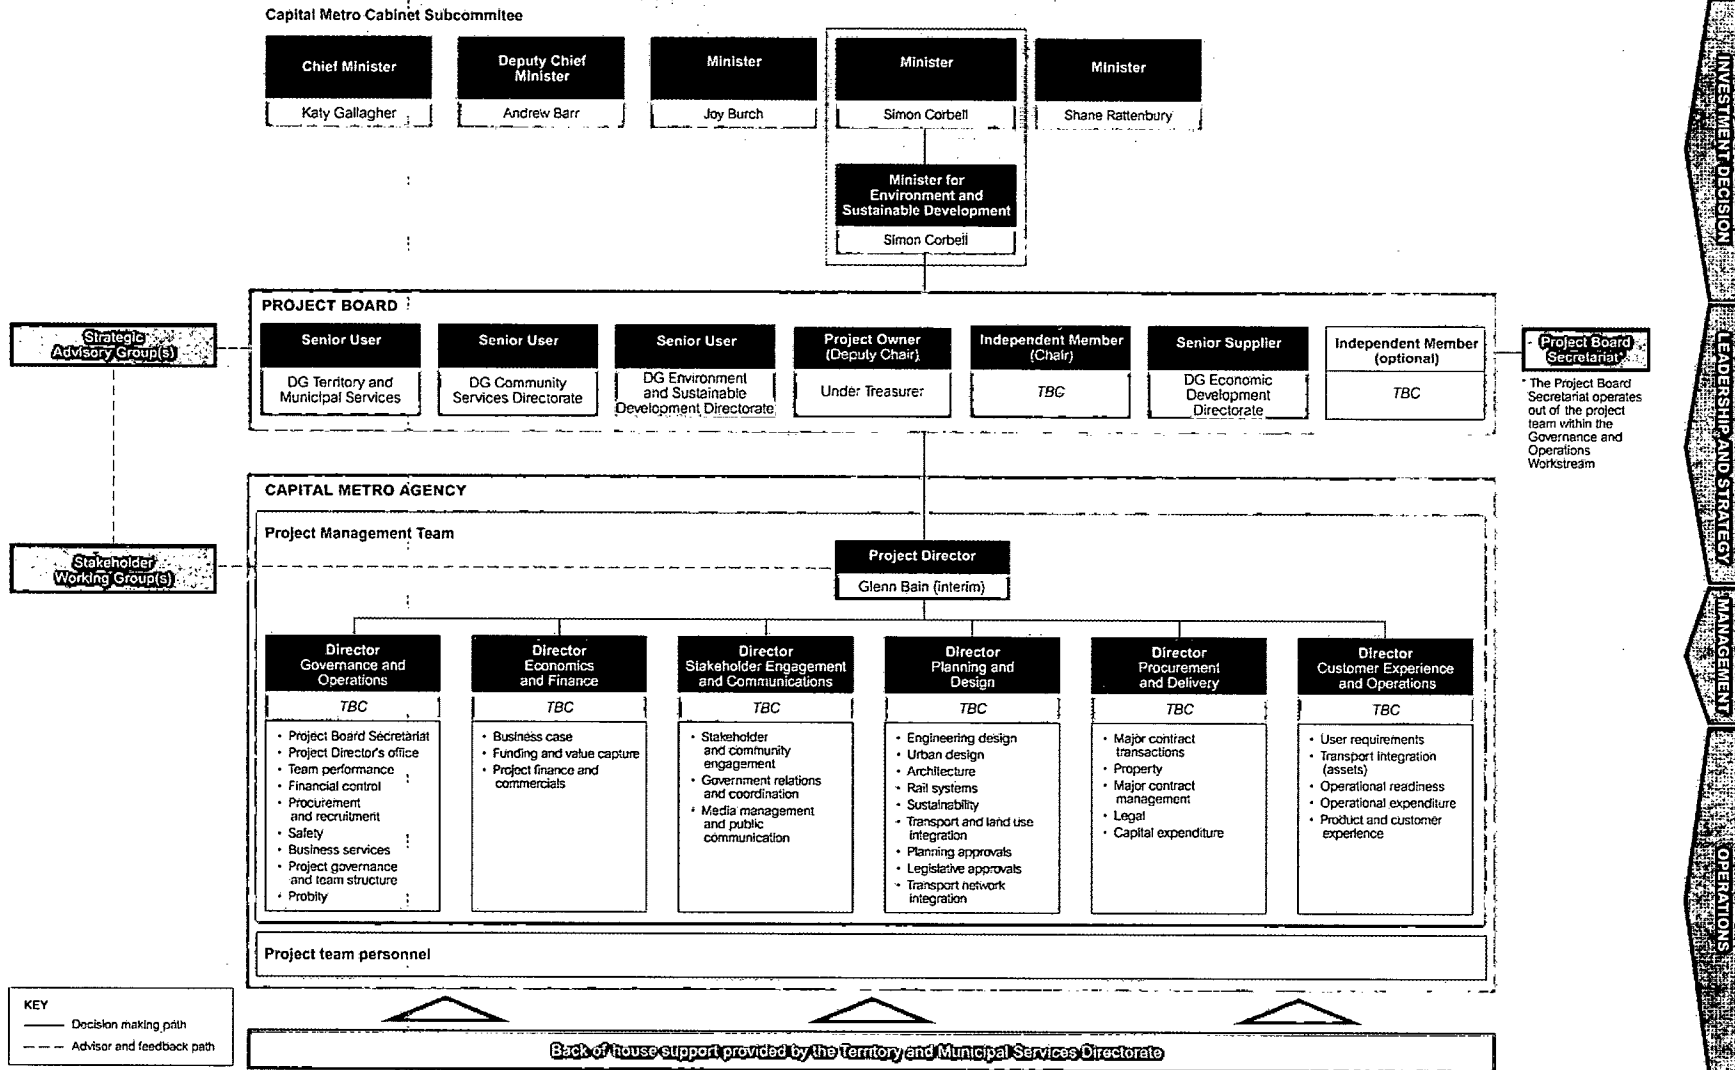 Capital Metro Cabinet Subcommitee
Chief Minister
Katy Gallagher
Deputy Chief
Minister
Andrew Barr
Minister
Joy Burch
Minister
Simon Corbell
Minister
Shane Rattenbury
Minister for
Environment and
Sustainable Development
Simon Corbell
PROJECT BOARD
Strategic
Advisory Group(s)
Senior User
DG Territory and
Municipal Services
Senior User
DG Community
Services Directorate
Senior User
DG Environment
and Sustainable
Development Directorate
Project Owner
(Deputy Chair)
Under Treasurer
Independent Member
(Chair)
TBC
Senior Supplier
DG Economic
Development
Directorate
Independent Member
(optional)
TBC
Project Board
Secretariat*
* The Project Board
Secretariat operates
out of the project
team within the
Governance and
Operations
Workstream
CAPITAL METRO AGENCY
Project Management Team
Stakeholder
Working Group(s)
Project Director
Glenn Bain (interim)
Director
Governance and
Operations
TBC
• Project Board Secretariat
• Project Director's office
• Team performance
• Financial control
• Procurement
and recruitment
• Safety
• Business services
• Project governance
and team structure
• Probity
Director
Economics
and Finance
TBC
• Business case
• Funding and value capture
• Project finance and
commercials
Director
Stakeholder Engagement
and Communications
TBC
• Stakeholder
and community
engagement
• Government relations
and coordination
• Media management
and public
communication
Director
Planning and
Design
TBC
• Engineering design
• Urban design
• Architecture
• Rail systems
• Sustainability
• Transport and land use
integration
• Planning approvals
• Legislative approvals
• Transport network
integration
Director
Procurement
and Delivery
TBC
• Major contract
transactions
• Property
• Major contract
management
• Legal
• Capital expenditure
Director
Customer Experience
and Operations
TBC
• User requirements
• Transport integration
(assets)
• Operational readiness
• Operational expenditure
• Product and customer
experience
Project team personnel
KEY
Decision making path
Advisor and feedback path
Back of house support provided by the Territory and Municipal Services Directorate
INVESTMENT DECISION
LEADERSHIP AND STRATEGY
MANAGEMENT
OPERATIONS